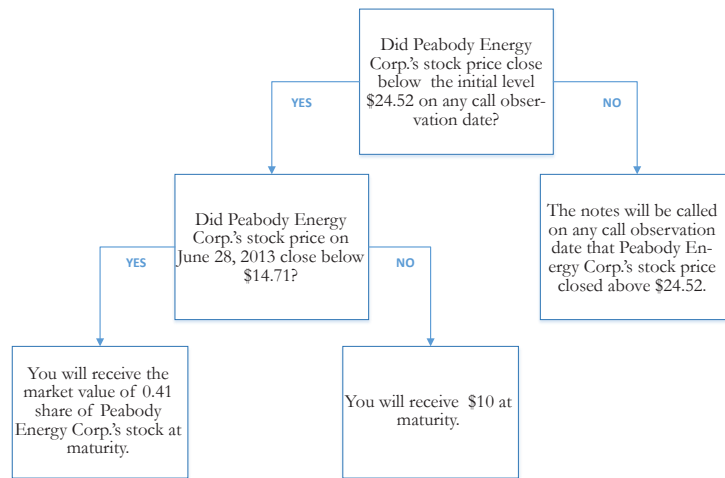 Did Peabody Energy
Corp.'s stock price close
below the initial level
$24.52 on any call obser-
vation date?
YES
NO
Did Peabody Energy
Corp.'s stock price on
June 28, 2013 close below
$14.71?
The notes will be called
on any call observation
date that Peabody En-
ergy Corp.'s stock price
closed above $24.52.
YES
NO
You will receive the
market value of 0.41
share of Peabody
Energy Corp.'s stock at
maturity.
You will receive $10 at
maturity.